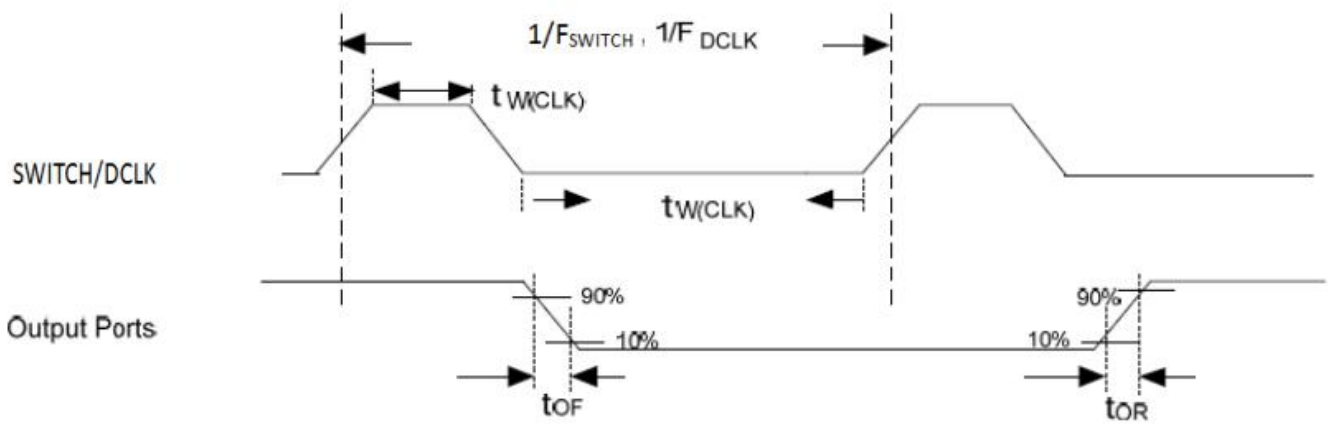 1/FSWITCH , 1/F DCLK
tW(CLK)
SWITCH/DCLK
tW(CLK)
90%
90%
Output Ports
10%
10%
tOF
tOR